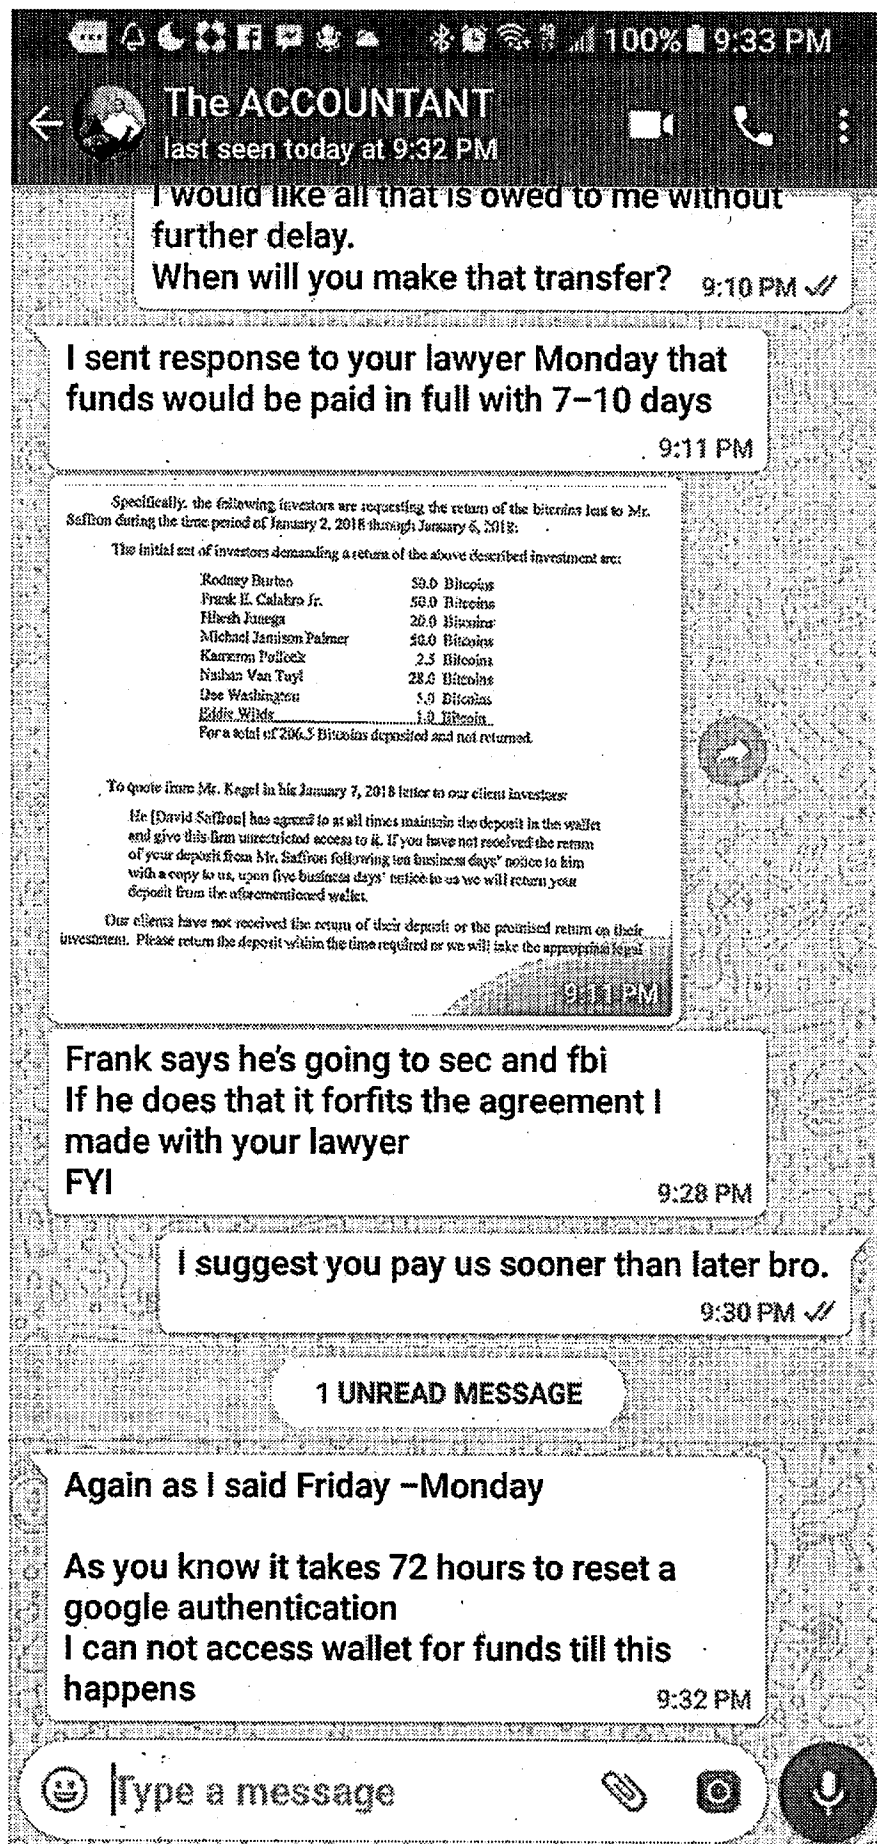 100% 9:33 PM
The ACCOUNTANT
last seen today at 9:32 PM
I would like all that is owed to me without
further delay.
When will you make that transfer? 9:10 PM
I sent response to your lawyer Monday that
funds would be paid in full with 7–10 days
9:11 PM
Specifically, the following investors are requesting the return of the bitcoins lent to Mr.
Saffron during the time period of January 2, 2018 through January 6, 2018:
The initial set of investors demanding a return of the above described investment are:
Rodney Burton 50.0 Bitcoins
Frank E. Calabro Jr. 50.0 Bitcoins
20.0 Bitcoins
Michael Jamison Palmer 50.0 Bitcoins
Kameron Pollock 2.5 Bitcoins
Nathan Van Tuyl 28.0 Bitcoins
Washington 5.0 Bitcoins
Eddie Wilds 1.0 Bitcoin
For a total of 206.5 Bitcoins deposited and not returned.
To quote from Mr. Kagel in his January 7, 2018 letter to our client investors:
He [David Saffron] has agreed to at all times maintain the deposit in the wallet
and give this firm unrestricted access to it. If you have not received the return
of your deposit from Mr. Saffron following ten business days' notice to him
with a copy to us, upon five business days' notice to us we will return your
deposit from the aforementioned wallet.
Our clients have not received the return of their deposit or the promised return on their
investment. Please return the deposit within the time required or we will take the appropriate legal
9:11 PM
Frank says he's going to sec and fbi
If he does that it forfits the agreement I
made with your lawyer
FYI
9:28 PM
I suggest you pay us sooner than later bro.
9:30 PM
1 UNREAD MESSAGE
Again as I said Friday –Monday
As you know it takes 72 hours to reset a
google authentication
I can not access wallet for funds till this
happens
9:32 PM
Type a message